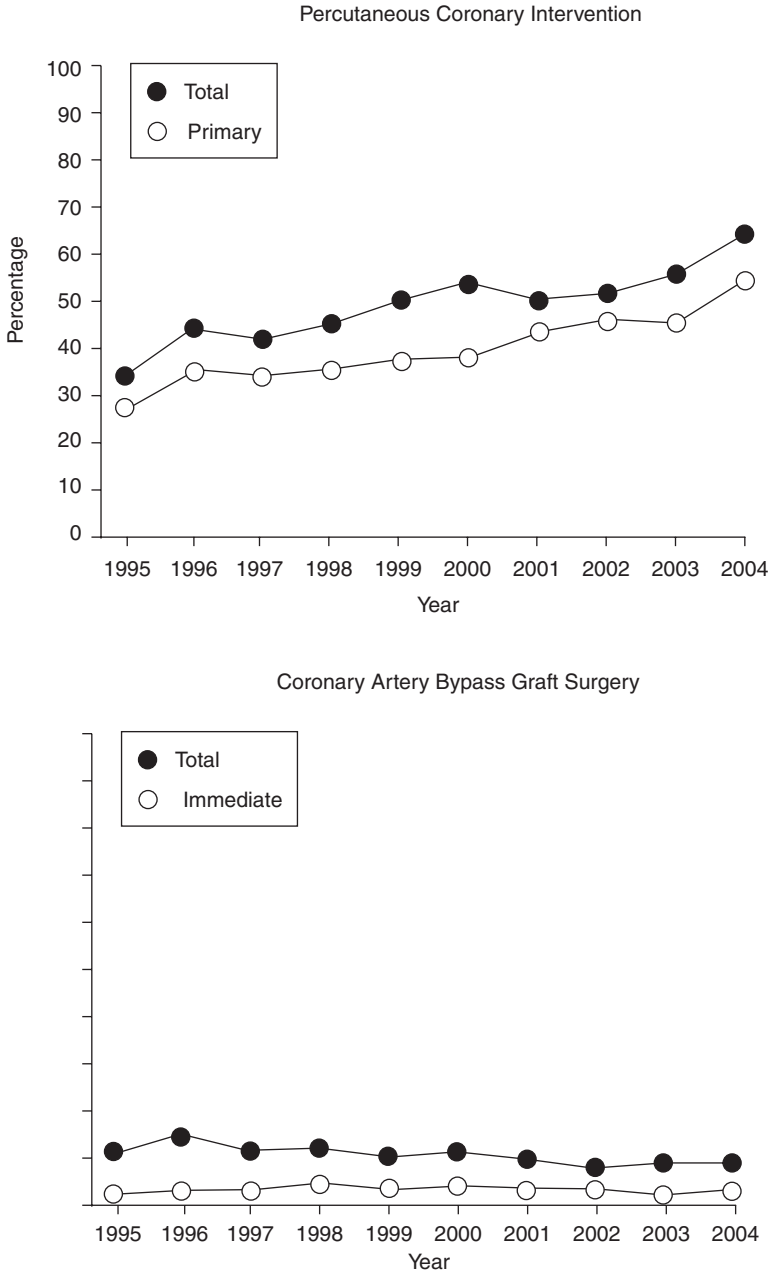 Percutaneous Coronary Intervention
100
Total
90
Primary
80
70
60
50
40
30
20
10
0
Percentage
1995 1996 1997 1998 1999 2000 2001 2002 2003 2004
Year
Coronary Artery Bypass Graft Surgery
Total
Immediate
1995 1996 1997 1998 1999 2000 2001 2002 2003 2004
Year